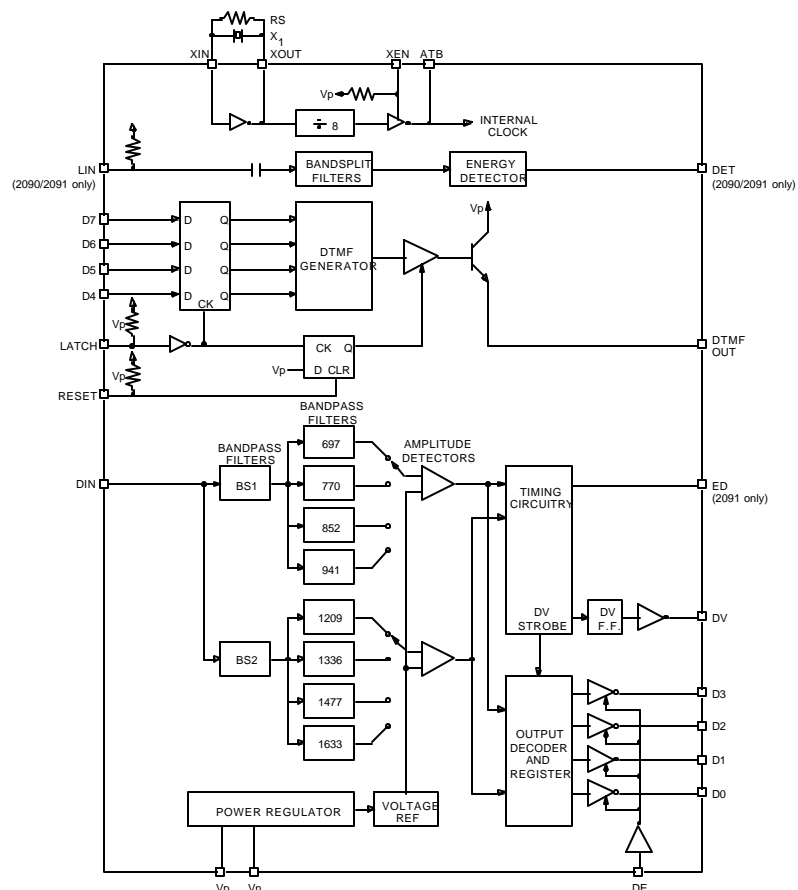 RS
X1
XIN
XOUT
XEN
ATB
Vp
÷ 8
INTERNAL
CLOCK
LIN
(2090/2091 only)
BANDSPLIT
FILTERS
ENERGY
DETECTOR
DET
(2090/2091 only)
Vp
D7
D6
D5
D4
D Q
D Q
D Q
D Q
CK
DTMF
GENERATOR
Vp
LATCH
Vp
RESET
CK Q
Vp
D CLR
DTMF
OUT
BANDPASS
FILTERS
BANDPASS
FILTERS
AMPLITUDE
DETECTORS
DIN
BS1
697
770
852
941
TIMING
CIRCUITRY
ED
(2091 only)
DV
STROBE
DV
F.F.
DV
BS2
1209
1336
1477
1633
OUTPUT
DECODER
AND
REGISTER
D3
D2
D1
D0
POWER REGULATOR
VOLTAGE
REF
Vp